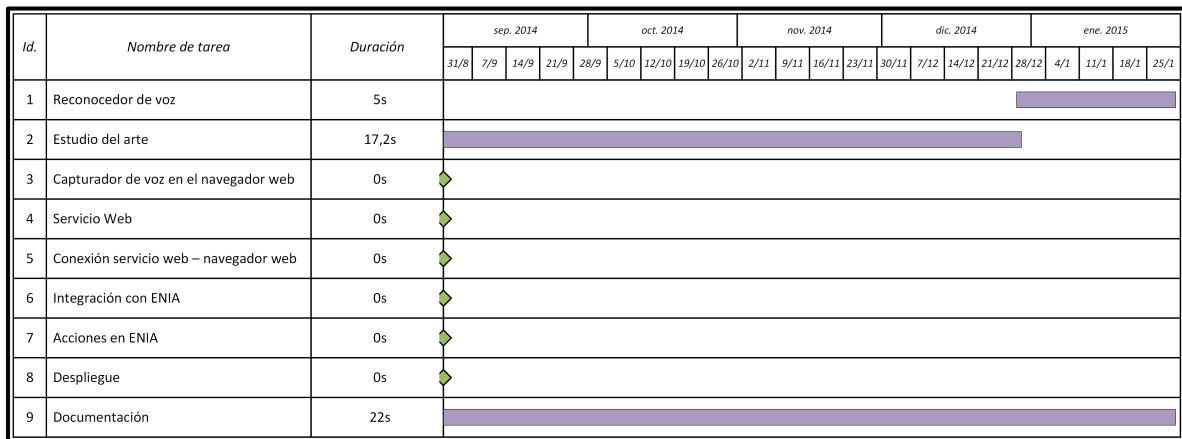 Id. Nombre de tarea Duración sep. 2014 oct. 2014 nov. 2014 dic. 2014 ene. 2015
31/8 7/9 14/9 21/9 28/9 5/10 12/10 19/10 26/10 2/11 9/11 16/11 23/11 30/11 7/12 14/12 21/12 28/12 4/1 11/1 18/1 25/1
1 Reconocedor de voz 5s
2 Estudio del arte 17,2s
3 Capturador de voz en el navegador web 0s
4 Servicio Web 0s
5 Conexión servicio web – navegador web 0s
6 Integración con ENIA 0s
7 Acciones en ENIA 0s
8 Despliegue 0s
9 Documentación 22s